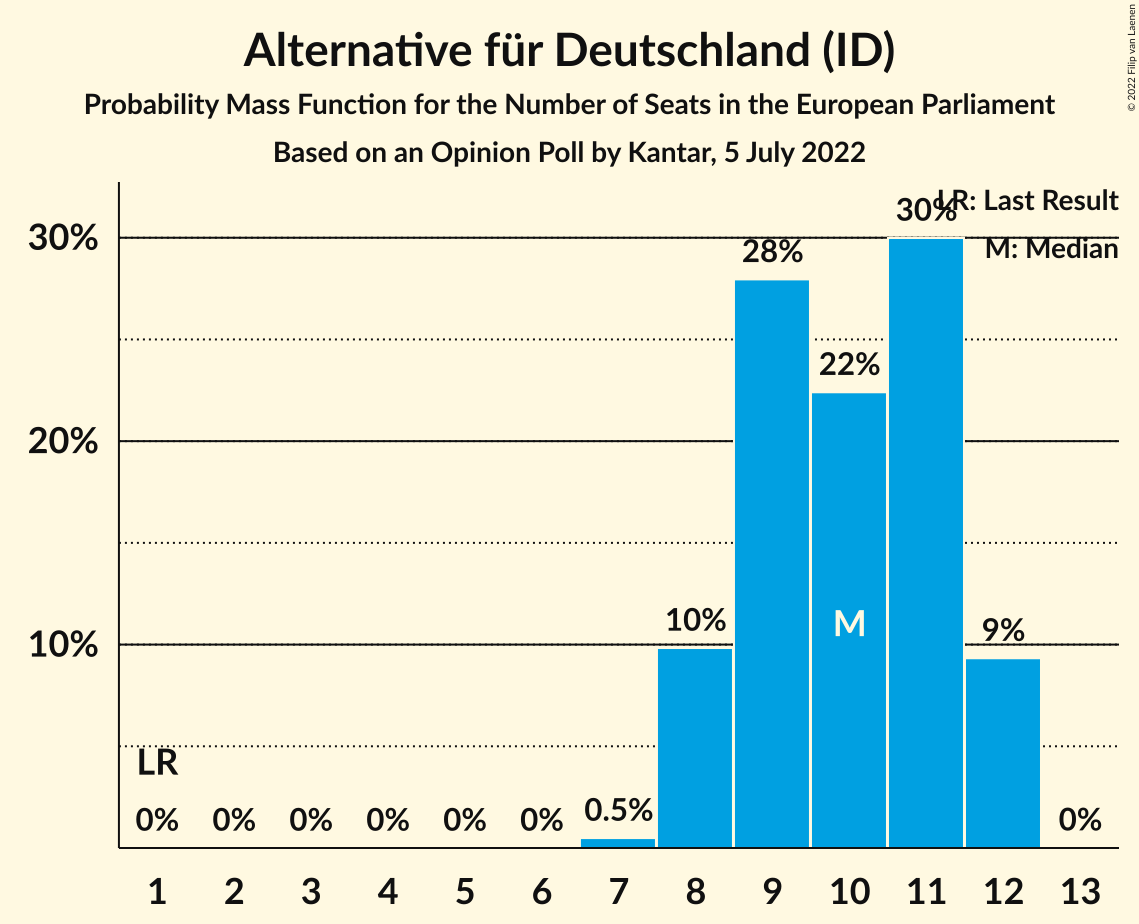 Alternative für Deutschland (ID)
Probability Mass Function for the Number of Seats in the European Parliament
Based on an Opinion Poll by Kantar, 5 July 2022
© 2022 Filip van Laenen
LR: Last Result
M: Median
30%
20%
10%
LR
0%
0%
0%
0%
0%
0%
0.5%
10%
28%
22%
M
30%
9%
0%
1 2 3 4 5 6 7 8 9 10 11 12 13